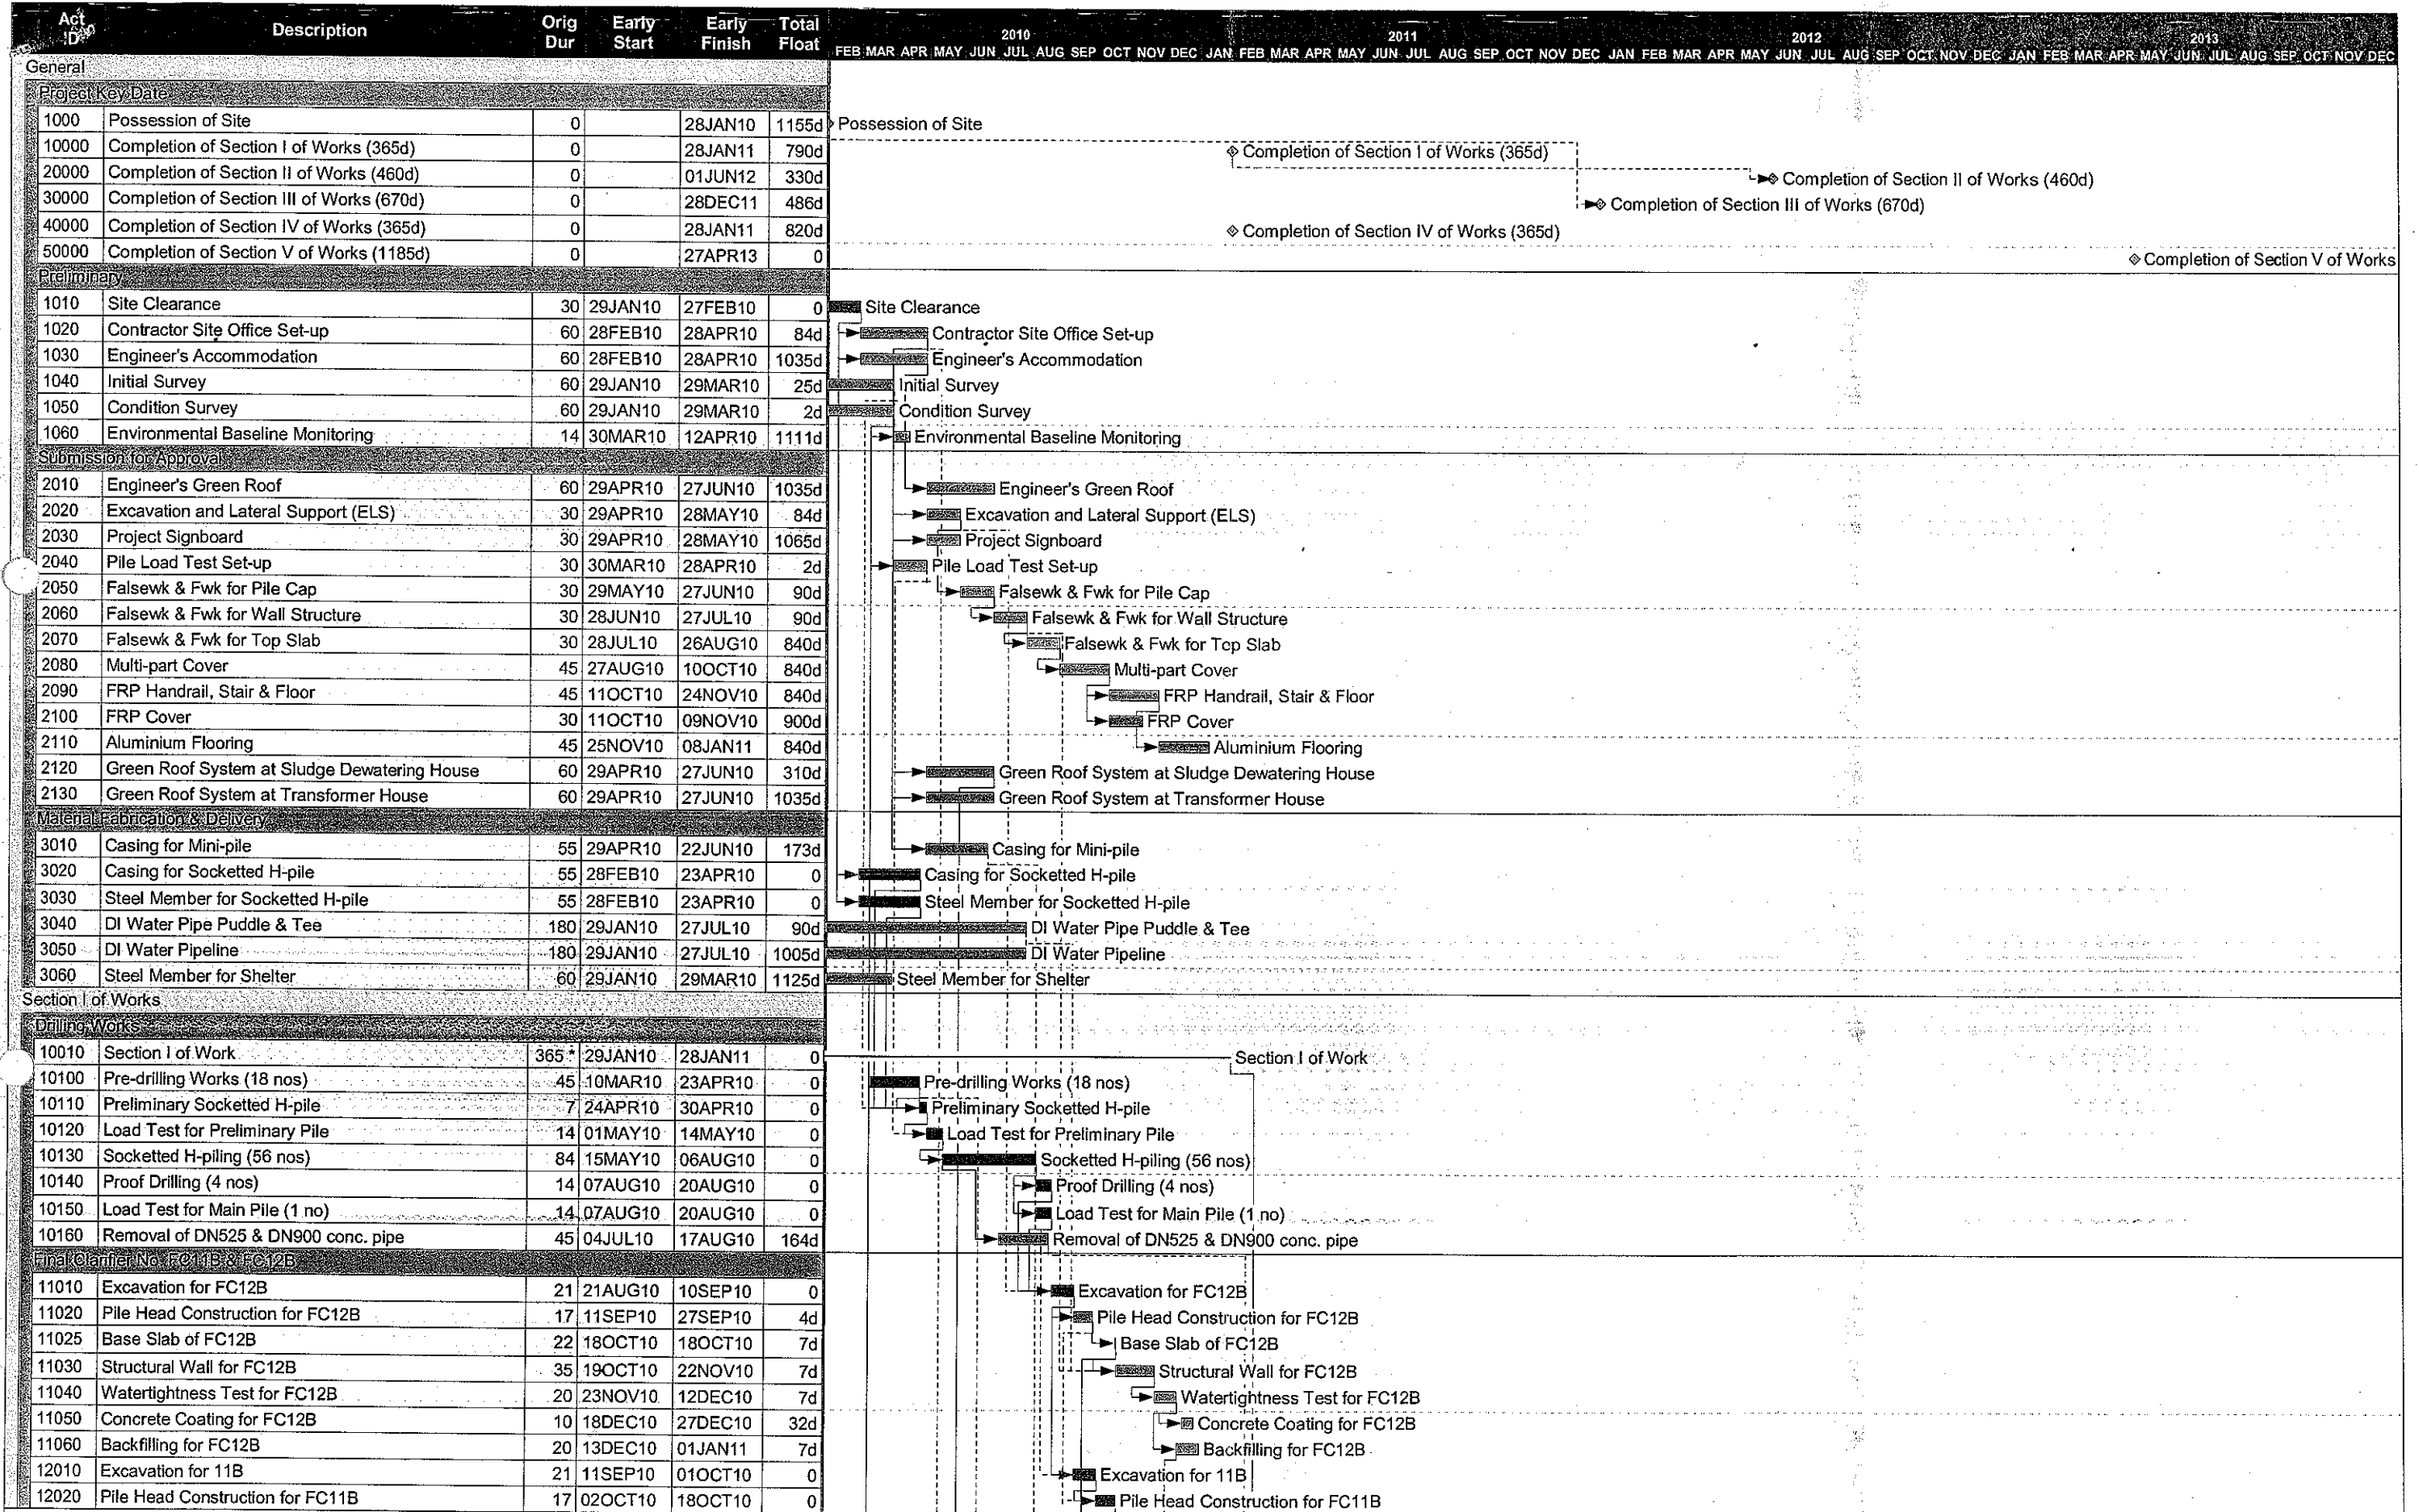 Act ID Description Orig Dur Early Start Early Finish Total Float
2010 2011 2012 2013
FEB MAR APR MAY JUN JUL AUG SEP OCT NOV DEC JAN FEB MAR APR MAY JUN JUL AUG SEP OCT NOV DEC JAN FEB MAR APR MAY JUN JUL AUG SEP OCT NOV DEC JAN FEB MAR APR MAY JUN JUL AUG SEP OCT NOV DEC
General
Project Key Date
1000 Possession of Site 0 28JAN10 1155d Possession of Site
10000 Completion of Section I of Works (365d) 0 28JAN11 790d Completion of Section I of Works (365d)
20000 Completion of Section II of Works (460d) 0 01JUN12 330d Completion of Section II of Works (460d)
30000 Completion of Section III of Works (670d) 0 28DEC11 486d Completion of Section III of Works (670d)
40000 Completion of Section IV of Works (365d) 0 28JAN11 820d Completion of Section IV of Works (365d)
50000 Completion of Section V of Works (1185d) 0 27APR13 0 Completion of Section V of Works
Preliminary
1010 Site Clearance 30 29JAN10 27FEB10 0 Site Clearance
1020 Contractor Site Office Set-up 60 28FEB10 28APR10 84d Contractor Site Office Set-up
1030 Engineer's Accommodation 60 28FEB10 28APR10 1035d Engineer's Accommodation
1040 Initial Survey 60 29JAN10 29MAR10 25d Initial Survey
1050 Condition Survey 60 29JAN10 29MAR10 2d Condition Survey
1060 Environmental Baseline Monitoring 14 30MAR10 12APR10 1111d Environmental Baseline Monitoring
Submission for Approval
2010 Engineer's Green Roof 60 29APR10 27JUN10 1035d Engineer's Green Roof
2020 Excavation and Lateral Support (ELS) 30 29APR10 28MAY10 84d Excavation and Lateral Support (ELS)
2030 Project Signboard 30 29APR10 28MAY10 1065d Project Signboard
2040 Pile Load Test Set-up 30 30MAR10 28APR10 2d Pile Load Test Set-up
2050 Falsewk & Fwk for Pile Cap 30 29MAY10 27JUN10 90d Falsewk & Fwk for Pile Cap
2060 Falsewk & Fwk for Wall Structure 30 28JUN10 27JUL10 90d Falsewk & Fwk for Wall Structure
2070 Falsewk & Fwk for Top Slab 30 28JUL10 26AUG10 840d Falsewk & Fwk for Top Slab
2080 Multi-part Cover 45 27AUG10 10OCT10 840d Multi-part Cover
2090 FRP Handrail, Stair & Floor 45 11OCT10 24NOV10 840d FRP Handrail, Stair & Floor
2100 FRP Cover 30 11OCT10 09NOV10 900d FRP Cover
2110 Aluminium Flooring 45 25NOV10 08JAN11 840d Aluminium Flooring
2120 Green Roof System at Sludge Dewatering House 60 29APR10 27JUN10 310d Green Roof System at Sludge Dewatering House
2130 Green Roof System at Transformer House 60 29APR10 27JUN10 1035d Green Roof System at Transformer House
Material Fabrication & Delivery
3010 Casing for Mini-pile 55 29APR10 22JUN10 173d Casing for Mini-pile
3020 Casing for Socketted H-pile 55 28FEB10 23APR10 0 Casing for Socketted H-pile
3030 Steel Member for Socketted H-pile 55 28FEB10 23APR10 0 Steel Member for Socketted H-pile
3040 DI Water Pipe Puddle & Tee 180 29JAN10 27JUL10 90d DI Water Pipe Puddle & Tee
3050 DI Water Pipeline 180 29JAN10 27JUL10 1005d DI Water Pipeline
3060 Steel Member for Shelter 60 29JAN10 29MAR10 1125d Steel Member for Shelter
Section I of Works
Drilling Works
10010 Section I of Work 365 * 29JAN10 28JAN11 0 Section I of Work
10100 Pre-drilling Works (18 nos) 45 10MAR10 23APR10 0 Pre-drilling Works (18 nos)
10110 Preliminary Socketted H-pile 7 24APR10 30APR10 0 Preliminary Socketted H-pile
10120 Load Test for Preliminary Pile 14 01MAY10 14MAY10 0 Load Test for Preliminary Pile
10130 Socketted H-piling (56 nos) 84 15MAY10 06AUG10 0 Socketted H-piling (56 nos)
10140 Proof Drilling (4 nos) 14 07AUG10 20AUG10 0 Proof Drilling (4 nos)
10150 Load Test for Main Pile (1 no) 14 07AUG10 20AUG10 0 Load Test for Main Pile (1 no)
10160 Removal of DN525 & DN900 conc. pipe 45 04JUL10 17AUG10 164d Removal of DN525 & DN900 conc. pipe
Final Clarifier No. FC11B & FC12B
11010 Excavation for FC12B 21 21AUG10 10SEP10 0 Excavation for FC12B
11020 Pile Head Construction for FC12B 17 11SEP10 27SEP10 4d Pile Head Construction for FC12B
11025 Base Slab of FC12B 22 18OCT10 18OCT10 7d Base Slab of FC12B
11030 Structural Wall for FC12B 35 19OCT10 22NOV10 7d Structural Wall for FC12B
11040 Watertightness Test for FC12B 20 23NOV10 12DEC10 7d Watertightness Test for FC12B
11050 Concrete Coating for FC12B 10 18DEC10 27DEC10 32d Concrete Coating for FC12B
11060 Backfilling for FC12B 20 13DEC10 01JAN11 7d Backfilling for FC12B
12010 Excavation for 11B 21 11SEP10 01OCT10 0 Excavation for 11B
12020 Pile Head Construction for FC11B 17 02OCT10 18OCT10 0 Pile Head Construction for FC11B